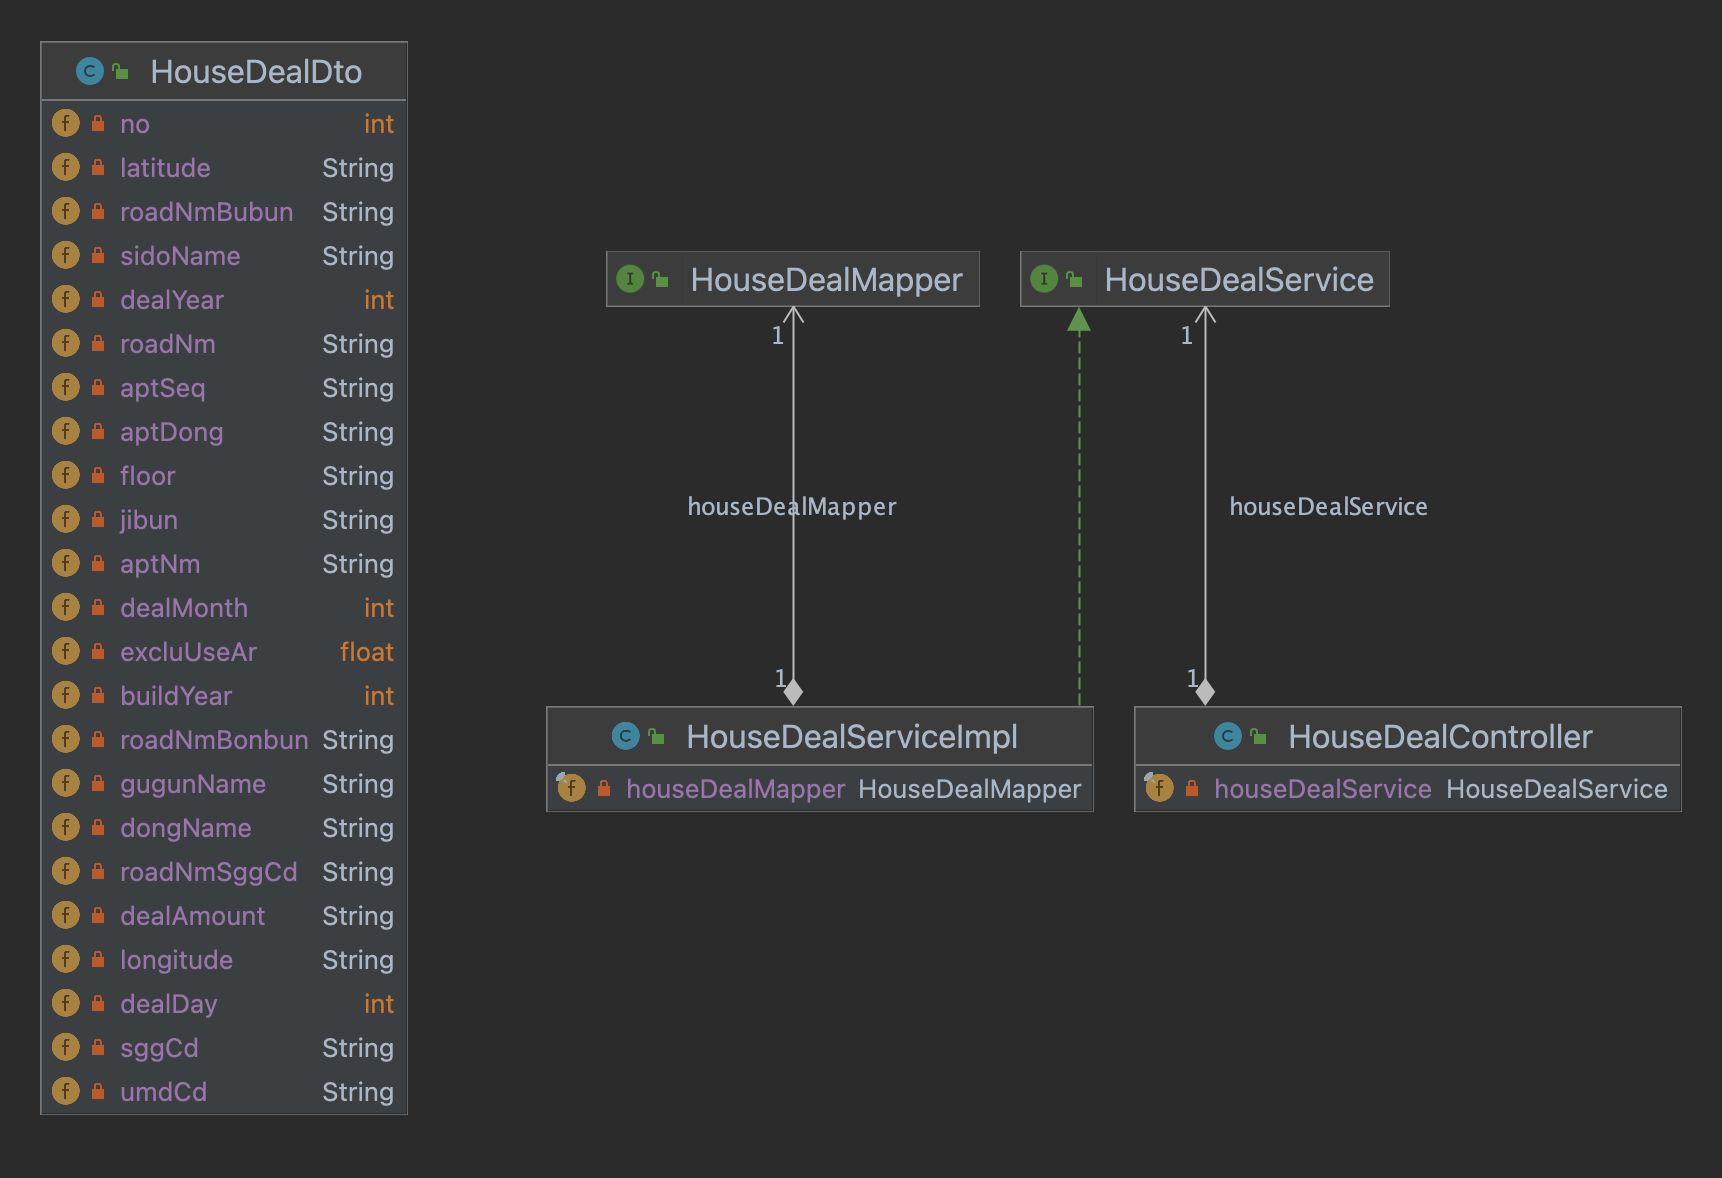 HouseDealDto
no int
latitude String
roadNmBubun String
sidoName String
dealYear int
roadNm String
aptSeq String
aptDong String
floor String
jibun String
aptNm String
dealMonth int
excluUseAr float
buildYear int
roadNmBonbun String
gugunName String
dongName String
roadNmSggCd String
dealAmount String
longitude String
dealDay int
sggCd String
umdCd String
HouseDealMapper
HouseDealService
1
1
houseDealMapper
houseDealService
1
1
HouseDealServiceImpl
houseDealMapper HouseDealMapper
HouseDealController
houseDealService HouseDealService